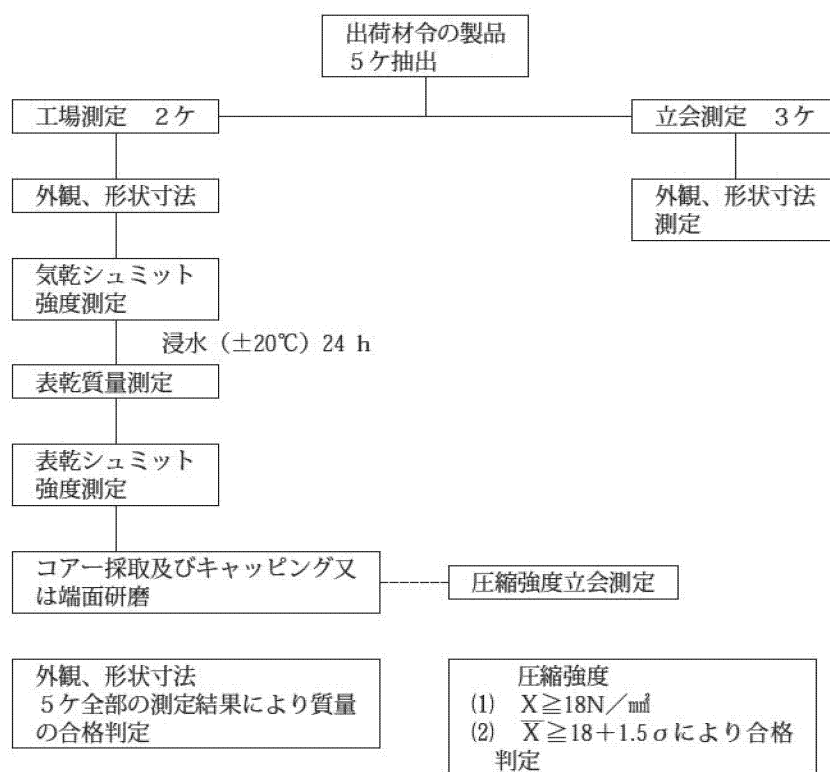 出荷材令の製品
5ケ抽出
工場測定　2ケ
立会測定　3ケ
外観、形状寸法
外観、形状寸法
測定
気乾シュミット
強度測定
浸水（±20℃）24 h
表乾質量測定
表乾シュミット
強度測定
コアー採取及びキャッピング又
は端面研磨
圧縮強度立会測定
外観、形状寸法
5ケ全部の測定結果により質量
の合格判定
圧縮強度
⑴　X≧18N／㎟
⑵　X̅≧18＋1.5σにより合格
判定